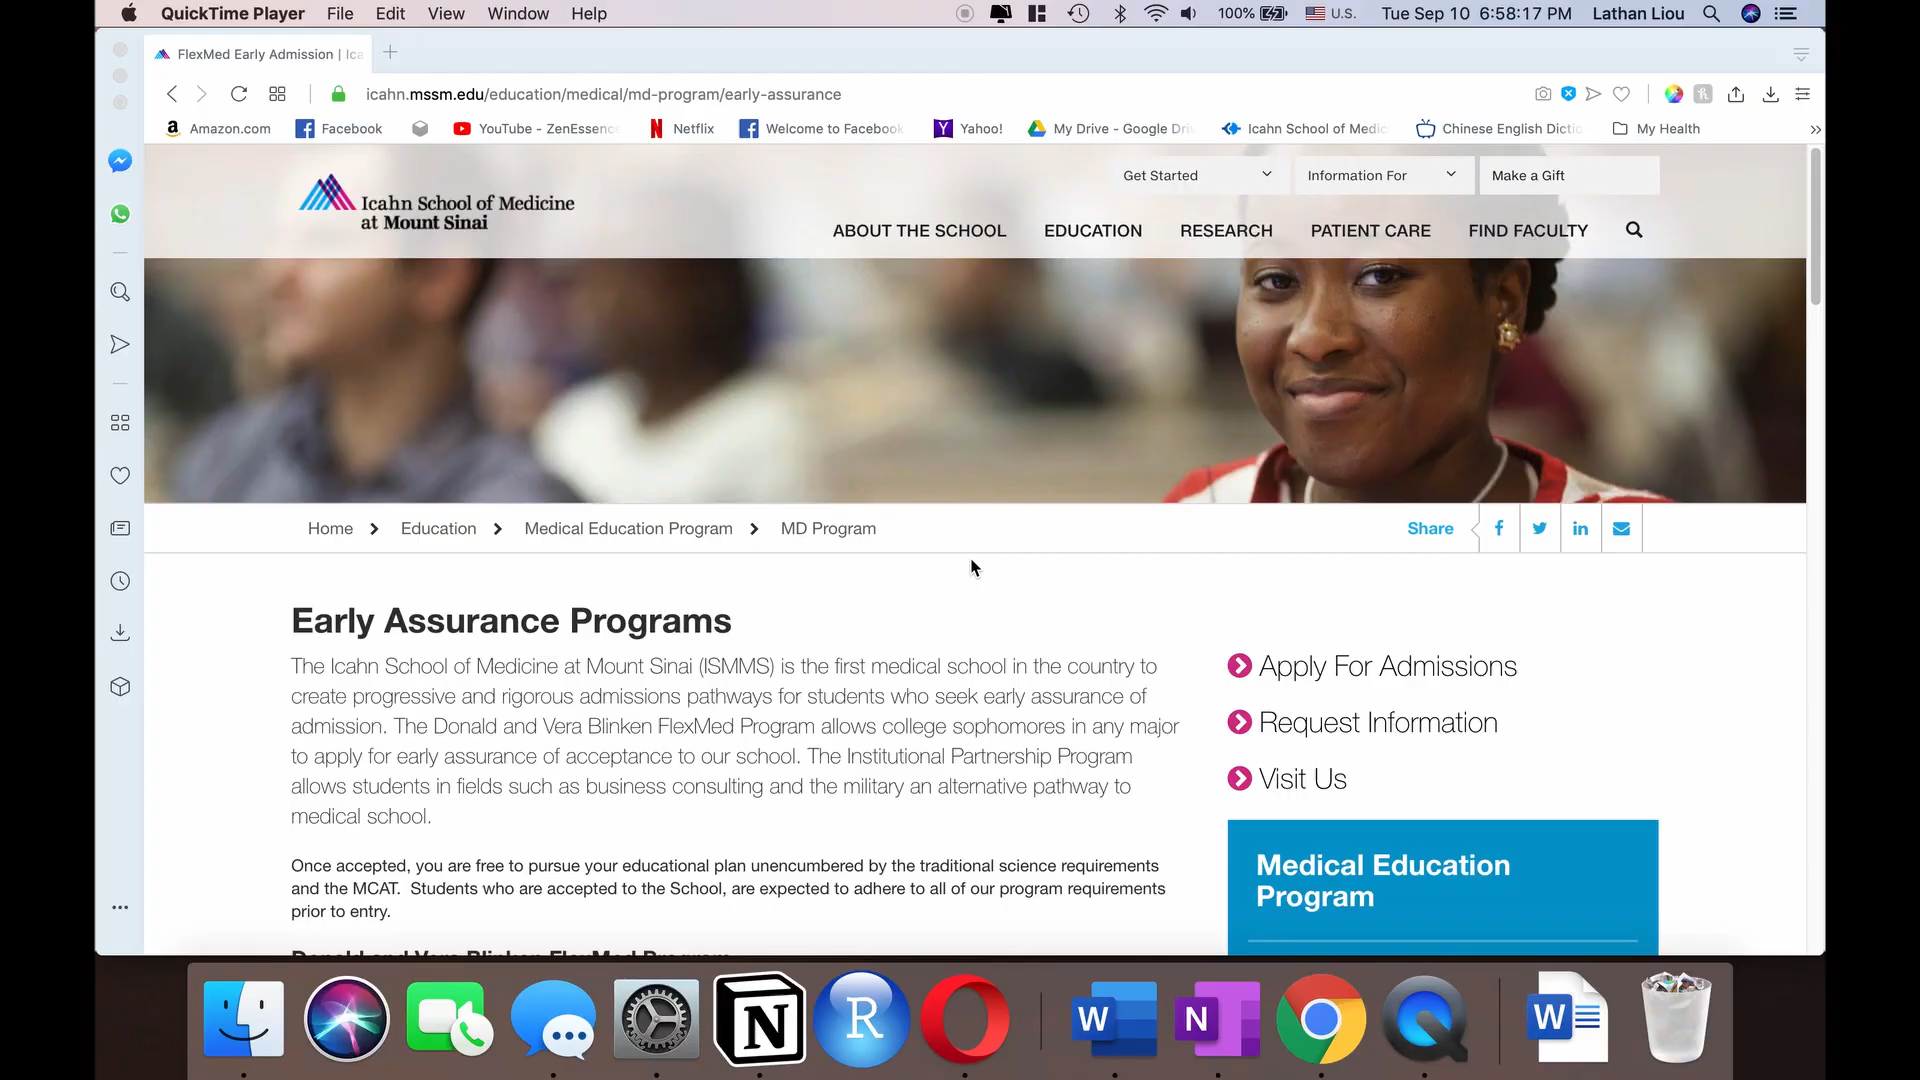 QuickTime Player File Edit View Window Help 100% U.S. Tue Sep 10 6:58:17 PM Lathan Liou
FlexMed Early Admission | Ica
icahn.mssm.edu/education/medical/md-program/early-assurance
Amazon.com Facebook YouTube - ZenEssence Netflix Welcome to Facebook Yahoo! My Drive - Google Driv Icahn School of Medic Chinese English Dictio My Health
Get Started Information For Make a Gift
Icahn School of Medicine
at Mount Sinai
ABOUT THE SCHOOL EDUCATION RESEARCH PATIENT CARE FIND FACULTY
Home Education Medical Education Program MD Program Share
Early Assurance Programs
The Icahn School of Medicine at Mount Sinai (ISMMS) is the first medical school in the country to
create progressive and rigorous admissions pathways for students who seek early assurance of
admission. The Donald and Vera Blinken FlexMed Program allows college sophomores in any major
to apply for early assurance of acceptance to our school. The Institutional Partnership Program
allows students in fields such as business consulting and the military an alternative pathway to
medical school.
Once accepted, you are free to pursue your educational plan unencumbered by the traditional science requirements
and the MCAT. Students who are accepted to the School, are expected to adhere to all of our program requirements
prior to entry.
Donald and Vera Blinken FlexMed Program
Apply For Admissions
Request Information
Visit Us
Medical Education
Program
N R W N W